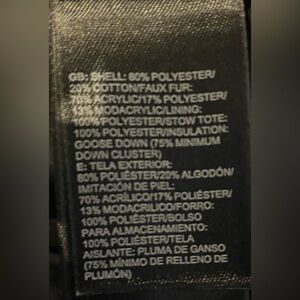 GB: SHELL: 80% POLYESTER/
20% COTTON/FAUX FUR:
70% ACRYLIC/17% POLYESTER/
13% MODACRYLIC/LINING:
100% POLYESTER/STOW TOTE:
100% POLYESTER/INSULATION:
GOOSE DOWN (75% MINIMUM
DOWN CLUSTER)
E: TELA EXTERIOR:
80% POLIÉSTER/20% ALGODÓN/
IMITACIÓN DE PIEL:
70% ACRÍLICO/17% POLIÉSTER/
13% MODACRÍLICO/FORRO:
100% POLIÉSTER/BOLSO
PARA ALMACENAMIENTO:
100% POLIÉSTER/TELA
AISLANTE: PLUMA DE GANSO
(75% MÍNIMO DE RELLENO DE
PLUMÓN)